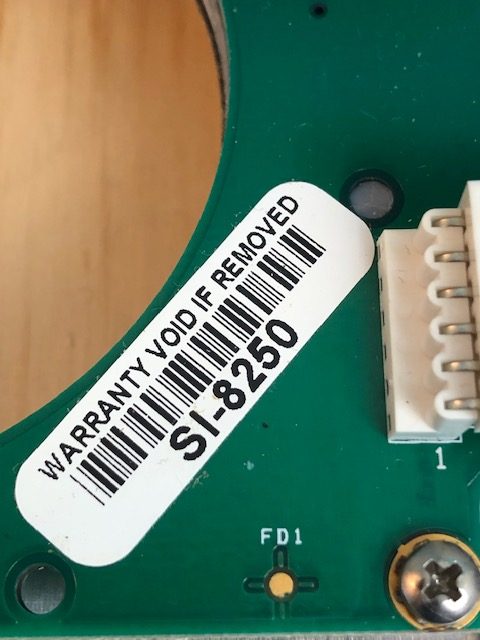 WARRANTY VOID IF REMOVED
SI-8250
1
FD1